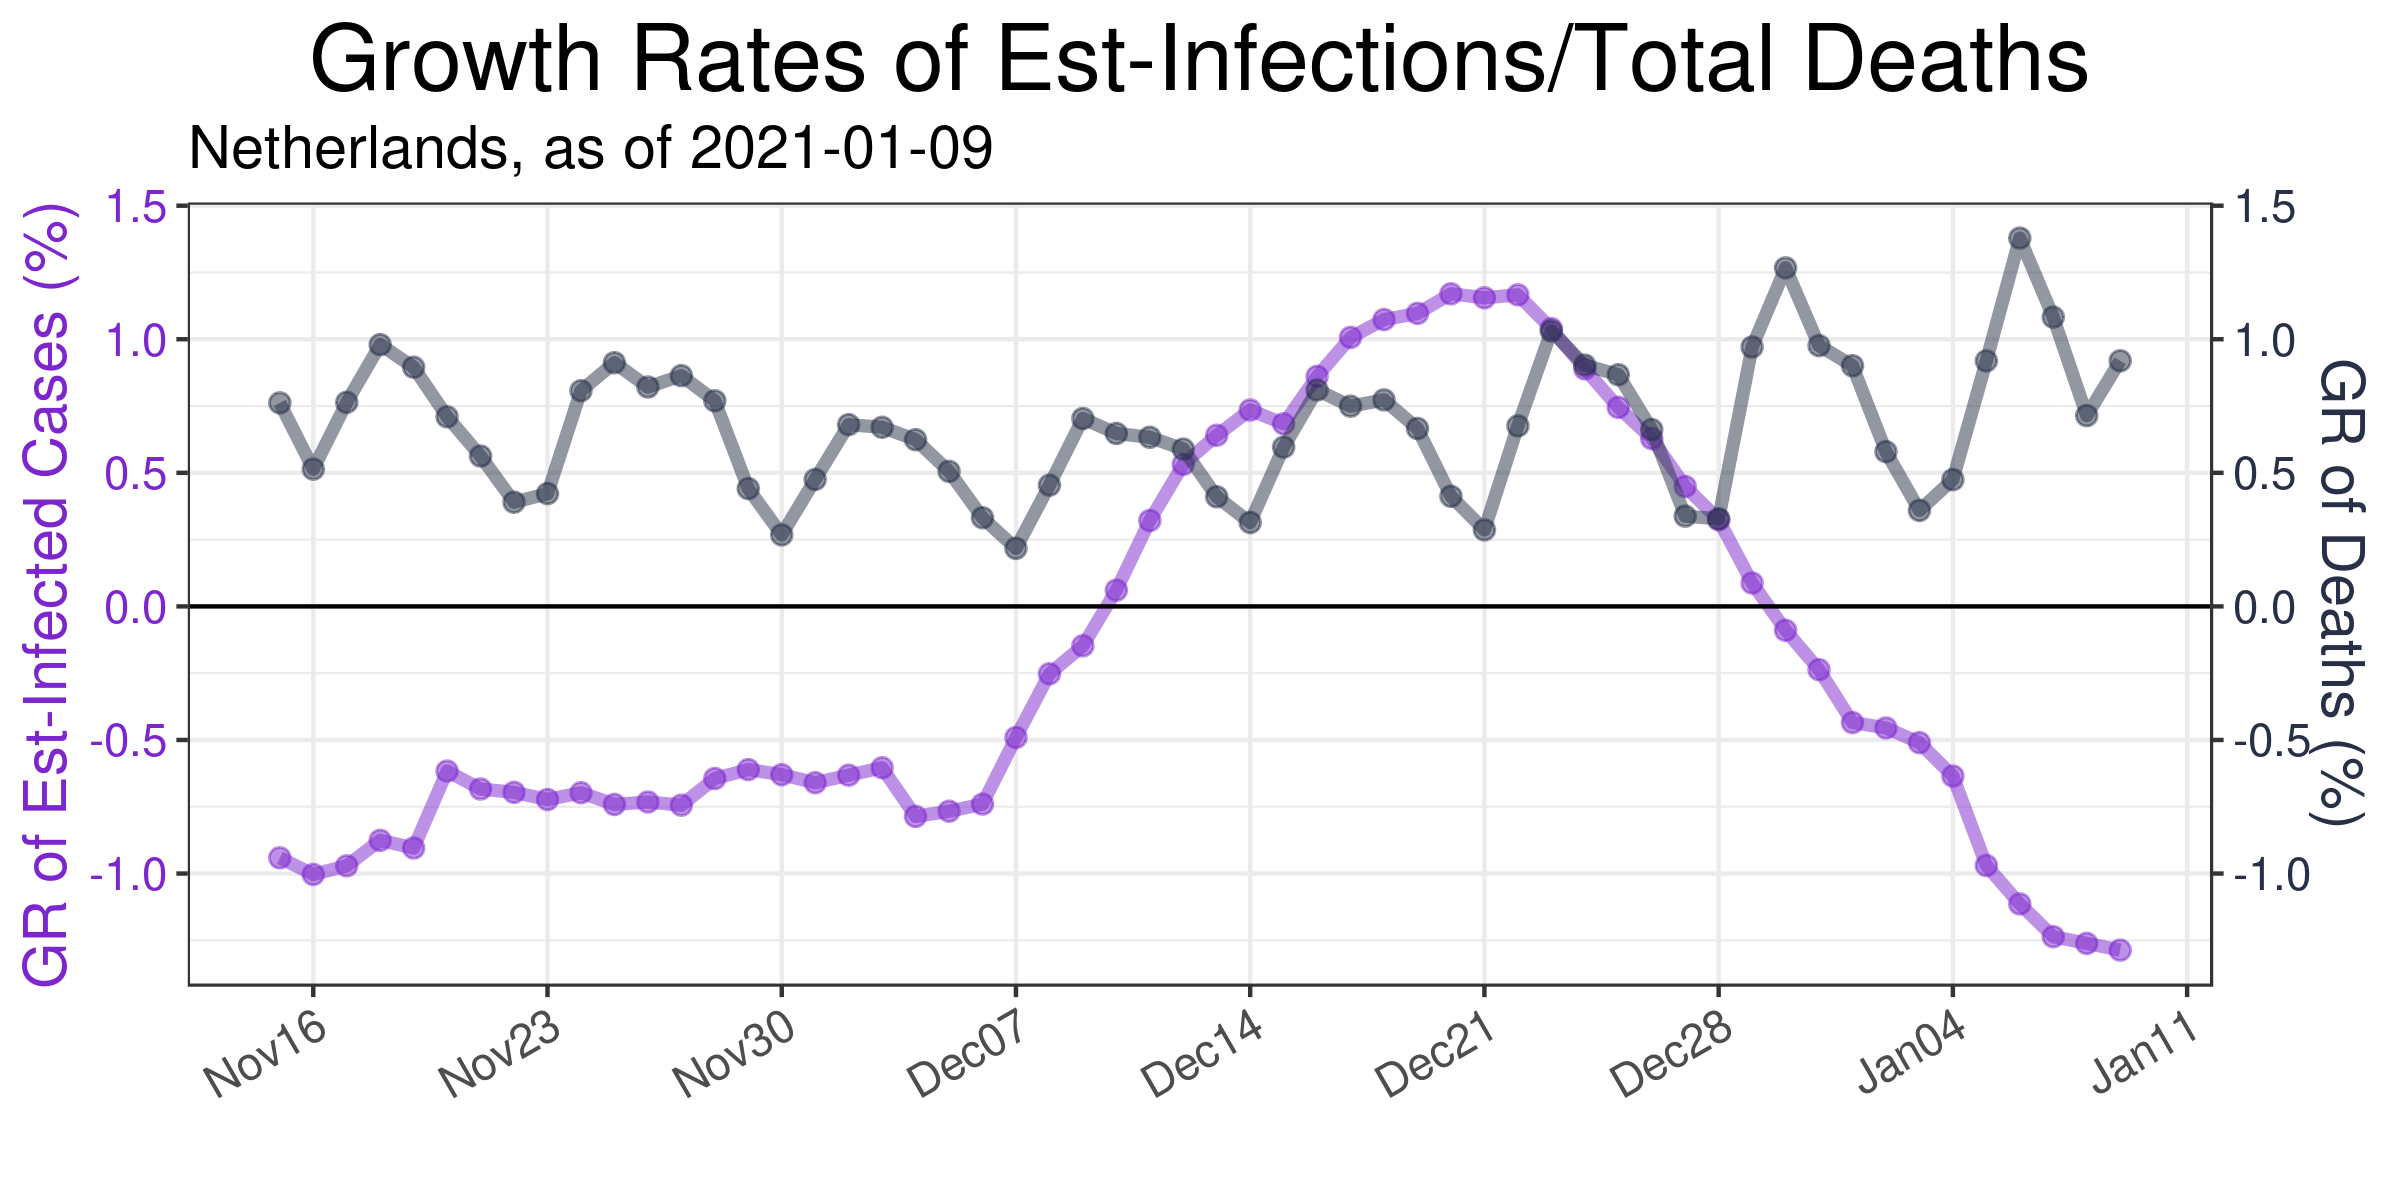 Growth Rates of Est-Infections/Total Deaths
Netherlands, as of 2021-01-09
GR of Est-Infected Cases (%)
1.5
1.0
0.5
0.0
-0.5
-1.0
1.5
1.0
0.5
0.0
-0.5
-1.0
GR of Deaths (%)
Nov16 Nov23 Nov30 Dec07 Dec14 Dec21 Dec28 Jan04 Jan11